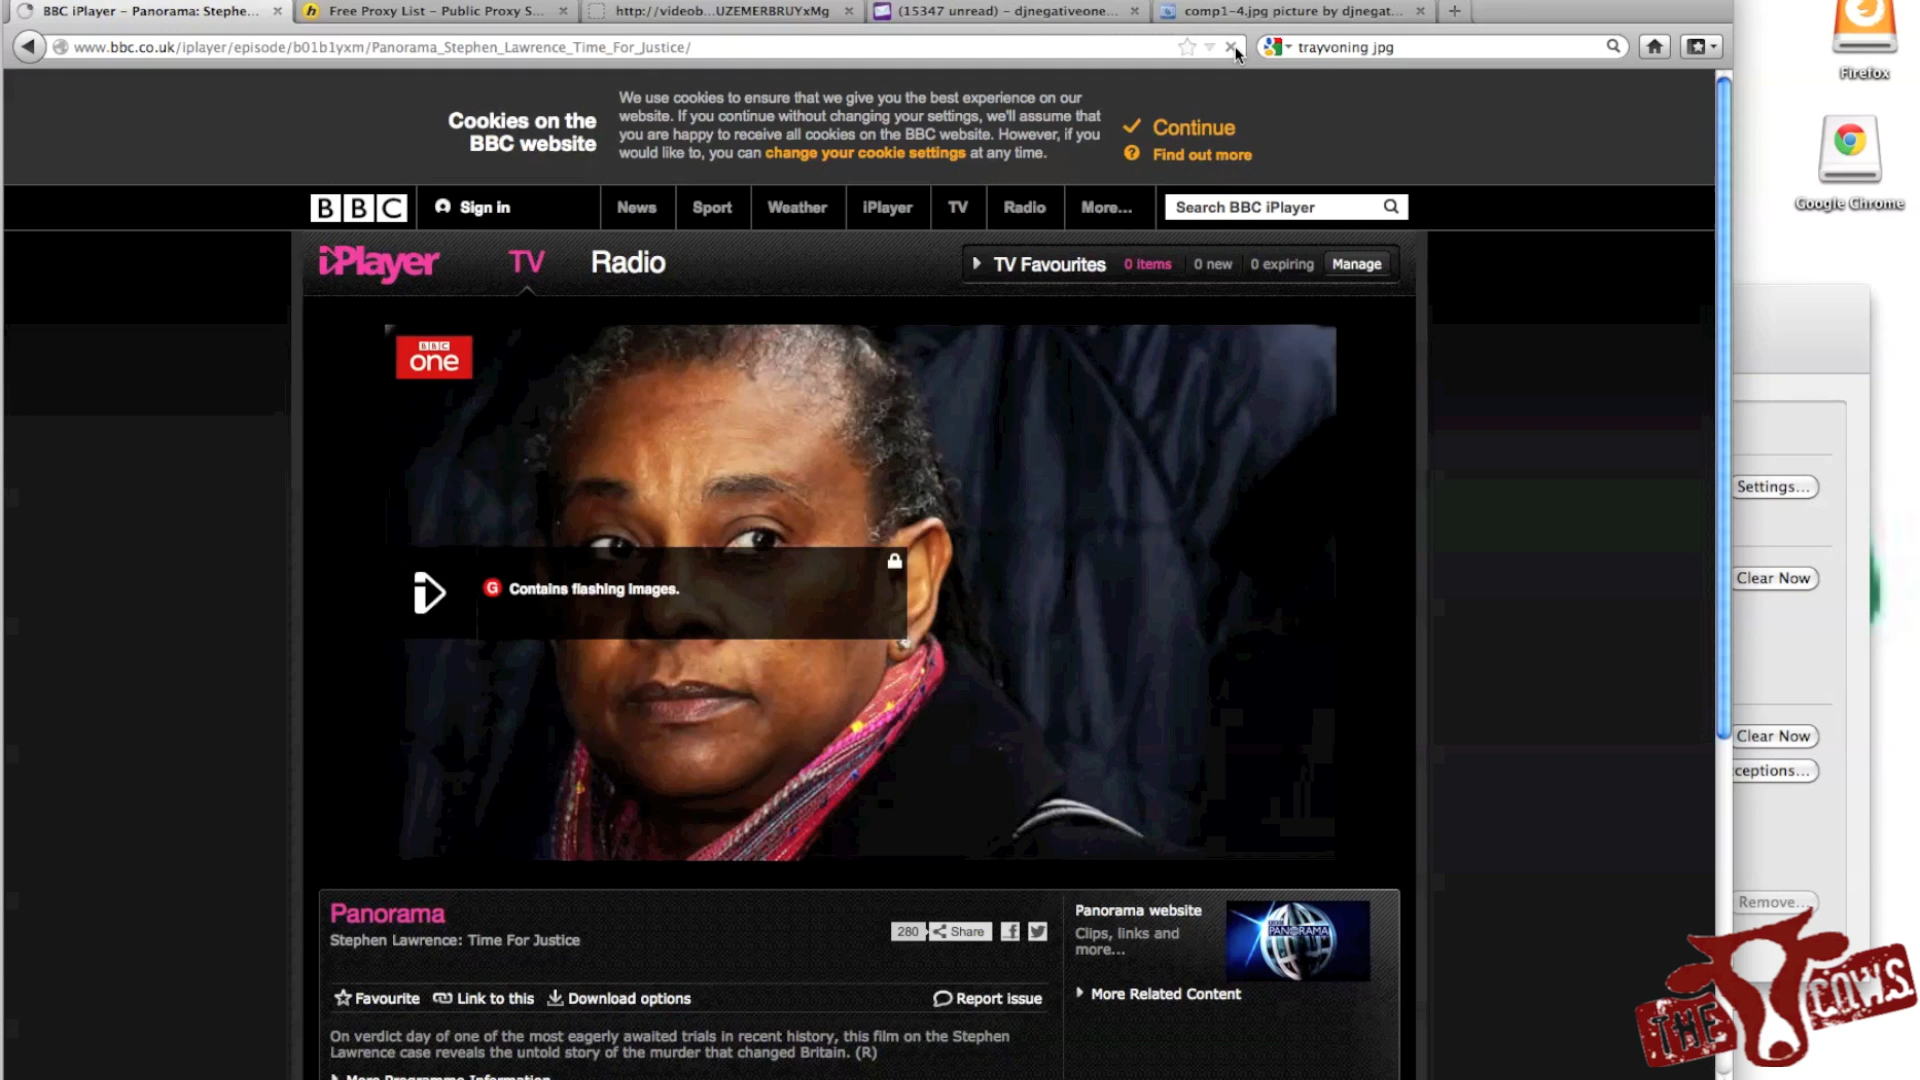 BBC iPlayer – Panorama: Stephe...
Free Proxy List – Public Proxy S...
http://videob...UZEMERBRUYxMg
(15347 unread) – djnegativeone...
comp1-4.jpg picture by djnegat...
www.bbc.co.uk/iplayer/episode/b01b1yxm/Panorama_Stephen_Lawrence_Time_For_Justice/
trayvoning jpg
Firefox
Google Chrome
Cookies on the
BBC website
We use cookies to ensure that we give you the best experience on our
website. If you continue without changing your settings, we'll assume that
you are happy to receive all cookies on the BBC website. However, if you
would like to, you can change your cookie settings at any time.
Continue
Find out more
BBC
Sign in
News
Sport
Weather
iPlayer
TV
Radio
More...
Search BBC iPlayer
iPlayer
TV
Radio
TV Favourites 0 items 0 new 0 expiring Manage
BBC
one
G Contains flashing images.
Settings...
Clear Now
Clear Now
ceptions...
Remove...
Panorama
Stephen Lawrence: Time For Justice
280 Share
Panorama website
Clips, links and
more...
PANORAMA
More Related Content
Favourite Link to this Download options
Report issue
On verdict day of one of the most eagerly awaited trials in recent history, this film on the Stephen
Lawrence case reveals the untold story of the murder that changed Britain. (R)
More Programme Information
THE COWS